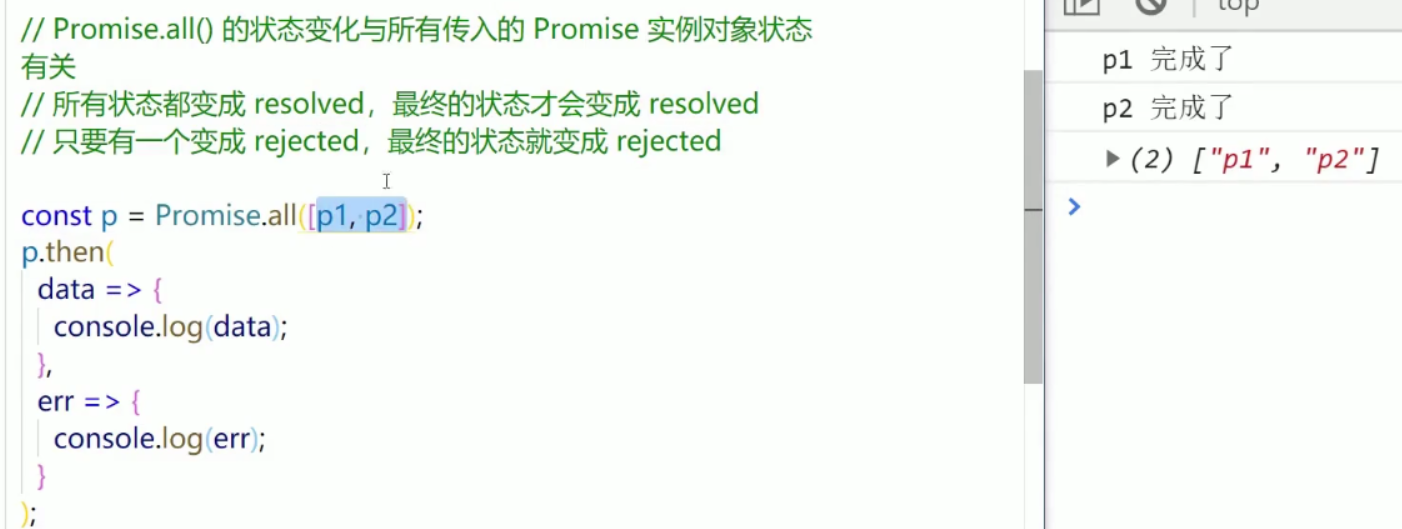 // Promise.all() 的状态变化与所有传入的 Promise 实例对象状态
有关
// 所有状态都变成 resolved，最终的状态才会变成 resolved
// 只要有一个变成 rejected，最终的状态就变成 rejected
const p = Promise.all([p1, p2]);
p.then(
data => {
console.log(data);
},
err => {
console.log(err);
}
);
top
p1 完成了
p2 完成了
(2) ["p1", "p2"]